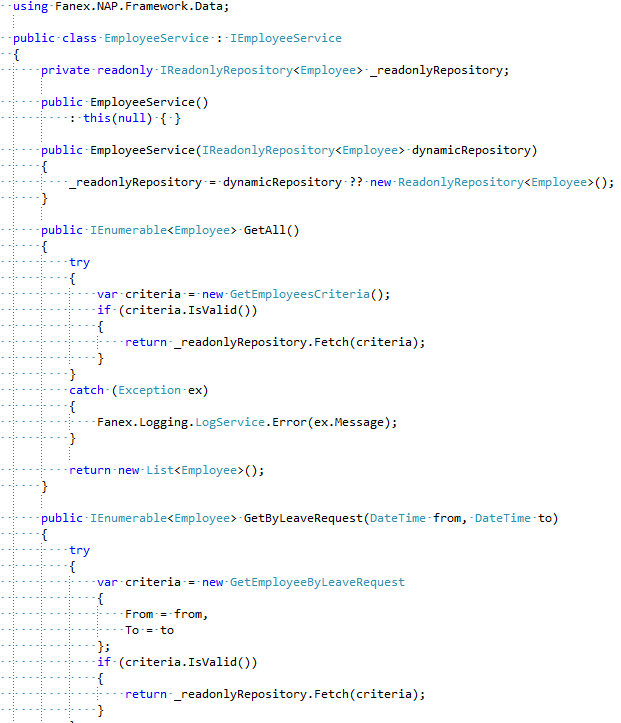 using Fanex.NAP.Framework.Data;
public class EmployeeService : IEmployeeService
{
private readonly IReadonlyRepository<Employee> _readonlyRepository;
public EmployeeService()
: this(null) { }
public EmployeeService(IReadonlyRepository<Employee> dynamicRepository)
{
_readonlyRepository = dynamicRepository ?? new ReadonlyRepository<Employee>();
}
public IEnumerable<Employee> GetAll()
{
try
{
var criteria = new GetEmployeesCriteria();
if (criteria.IsValid())
{
return _readonlyRepository.Fetch(criteria);
}
}
catch (Exception ex)
{
Fanex.Logging.LogService.Error(ex.Message);
}
return new List<Employee>();
}
public IEnumerable<Employee> GetByLeaveRequest(DateTime from, DateTime to)
{
try
{
var criteria = new GetEmployeeByLeaveRequest
{
From = from,
To = to
};
if (criteria.IsValid())
{
return _readonlyRepository.Fetch(criteria);
}